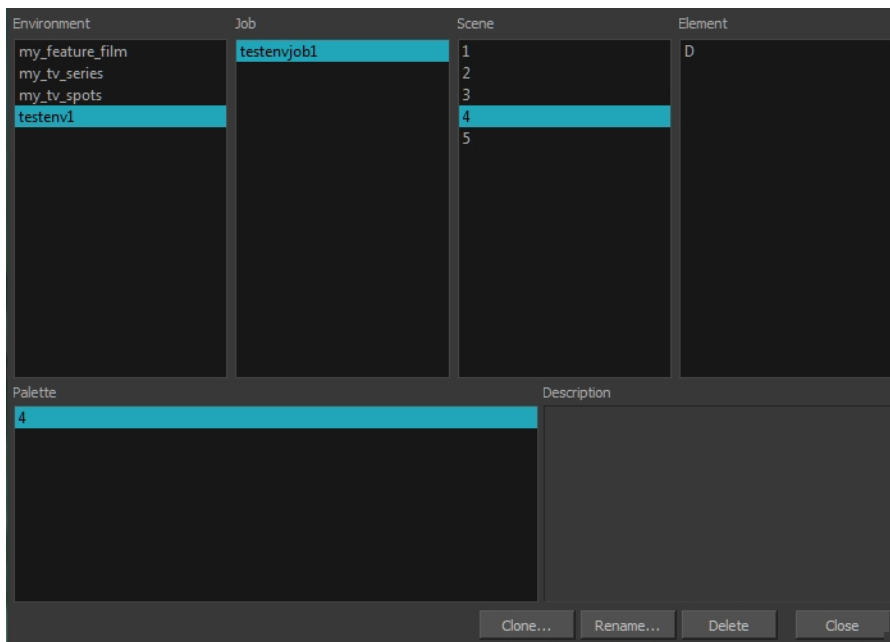 Environment
my_feature_film
my_tv_series
my_tv_spots
testenv1
Job
testenvjob1
Scene
1
2
3
4
5
Element
D
Palette
4
Description
Clone...
Rename...
Delete
Close